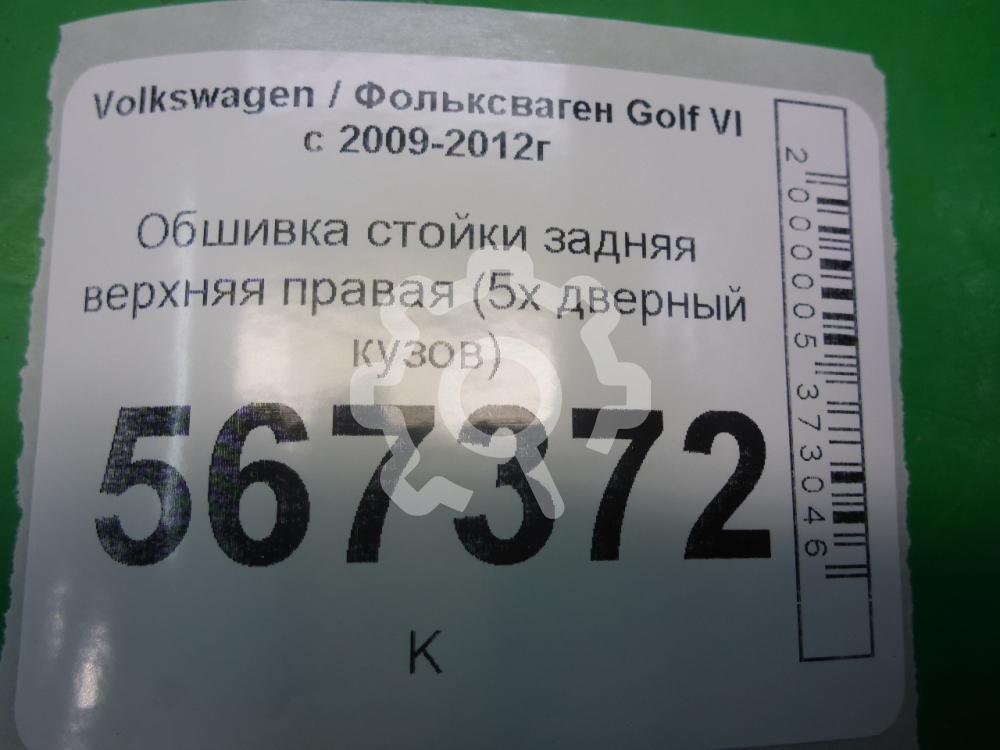 Volkswagen / Фольксваген Golf VI
с 2009-2012г
Обшивка стойки задняя
верхняя правая (5х дверный
кузов)
567372
К
2000005373046